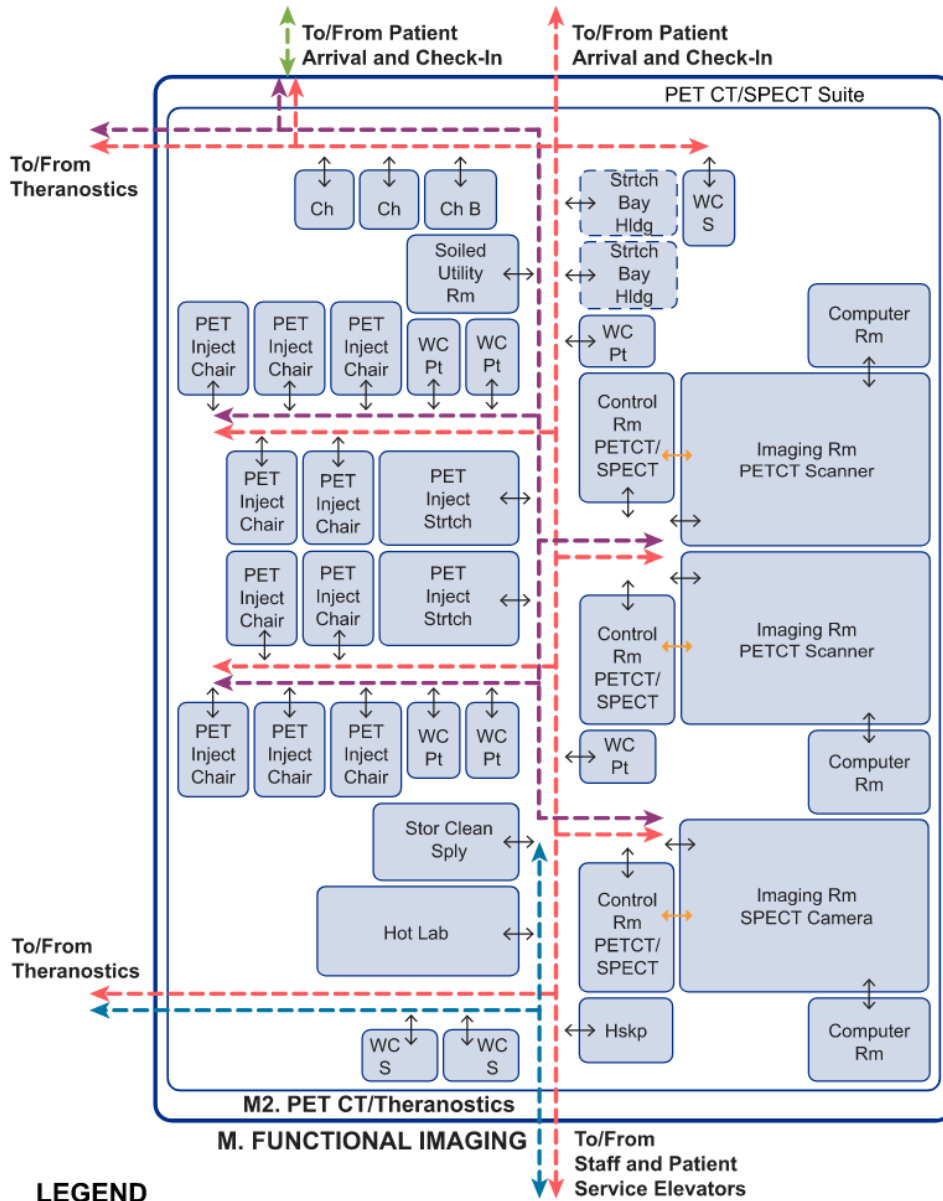 To/From Patient
Arrival and Check-In
To/From Patient
Arrival and Check-In
PET CT/SPECT Suite
To/From
Theranostics
Ch
Ch
Ch B
Strtch
Bay
Hldg
WC
S
Soiled
Utility
Rm
Strtch
Bay
Hldg
PET
Inject
Chair
PET
Inject
Chair
PET
Inject
Chair
WC
Pt
WC
Pt
WC
Pt
Computer
Rm
Control
Rm
PETCT/
SPECT
Imaging Rm
PETCT Scanner
PET
Inject
Chair
PET
Inject
Chair
PET
Inject
Strtch
PET
Inject
Chair
PET
Inject
Chair
PET
Inject
Strtch
Control
Rm
PETCT/
SPECT
Imaging Rm
PETCT Scanner
PET
Inject
Chair
PET
Inject
Chair
PET
Inject
Chair
WC
Pt
WC
Pt
WC
Pt
Computer
Rm
Stor Clean
Sply
Hot Lab
Control
Rm
PETCT/
SPECT
Imaging Rm
SPECT Camera
To/From
Theranostics
WC
S
WC
S
Hskp
Computer
Rm
M2. PET CT/Theranostics
M. FUNCTIONAL IMAGING
To/From
Staff and Patient
Service Elevators
LEGEND